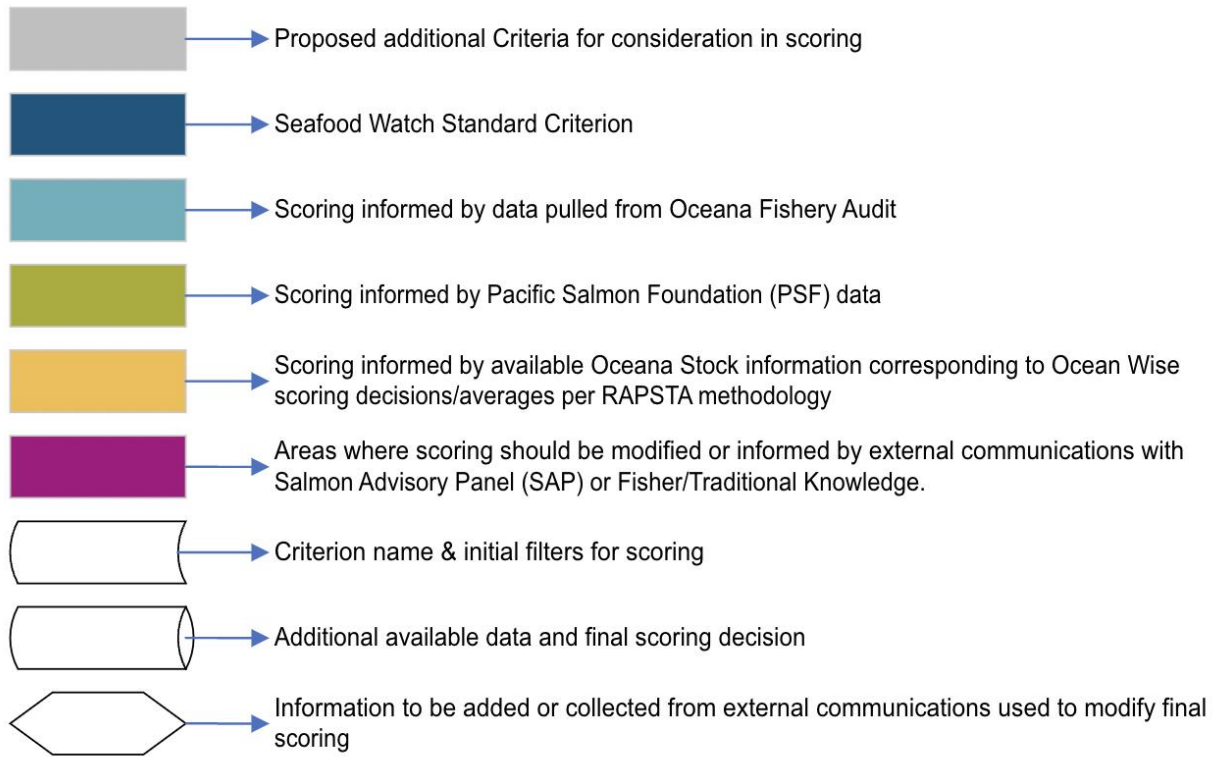 Proposed additional Criteria for consideration in scoring
Seafood Watch Standard Criterion
Scoring informed by data pulled from Oceana Fishery Audit
Scoring informed by Pacific Salmon Foundation (PSF) data
Scoring informed by available Oceana Stock information corresponding to Ocean Wise
scoring decisions/averages per RAPSTA methodology
Areas where scoring should be modified or informed by external communications with
Salmon Advisory Panel (SAP) or Fisher/Traditional Knowledge.
Criterion name & initial filters for scoring
Additional available data and final scoring decision
Information to be added or collected from external communications used to modify final
scoring